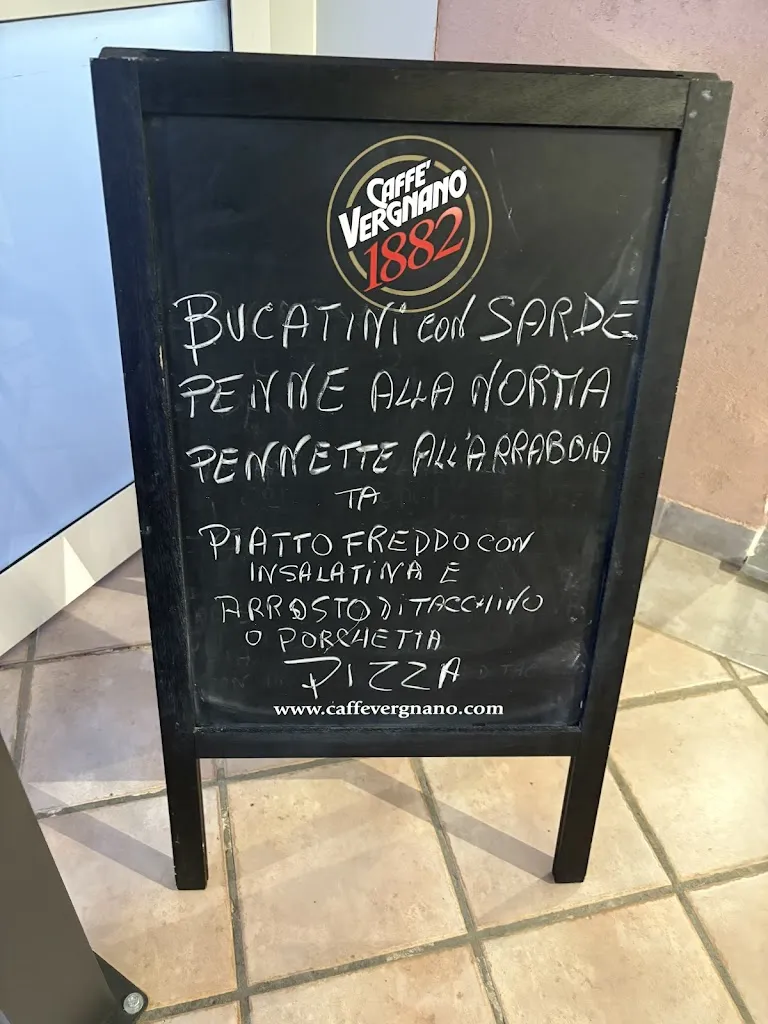 CAFFE'
VERGNANO®
1882
BUCATINI con SARDE
PENNE ALLA NORMA
PENNETTE ALL'ARRABBIA
TA
PIATTO FREDDO CON
INSALATINA E
ARROSTO DI TACCHINO
O PORCHETTA
PIZZA
www.caffevergnano.com